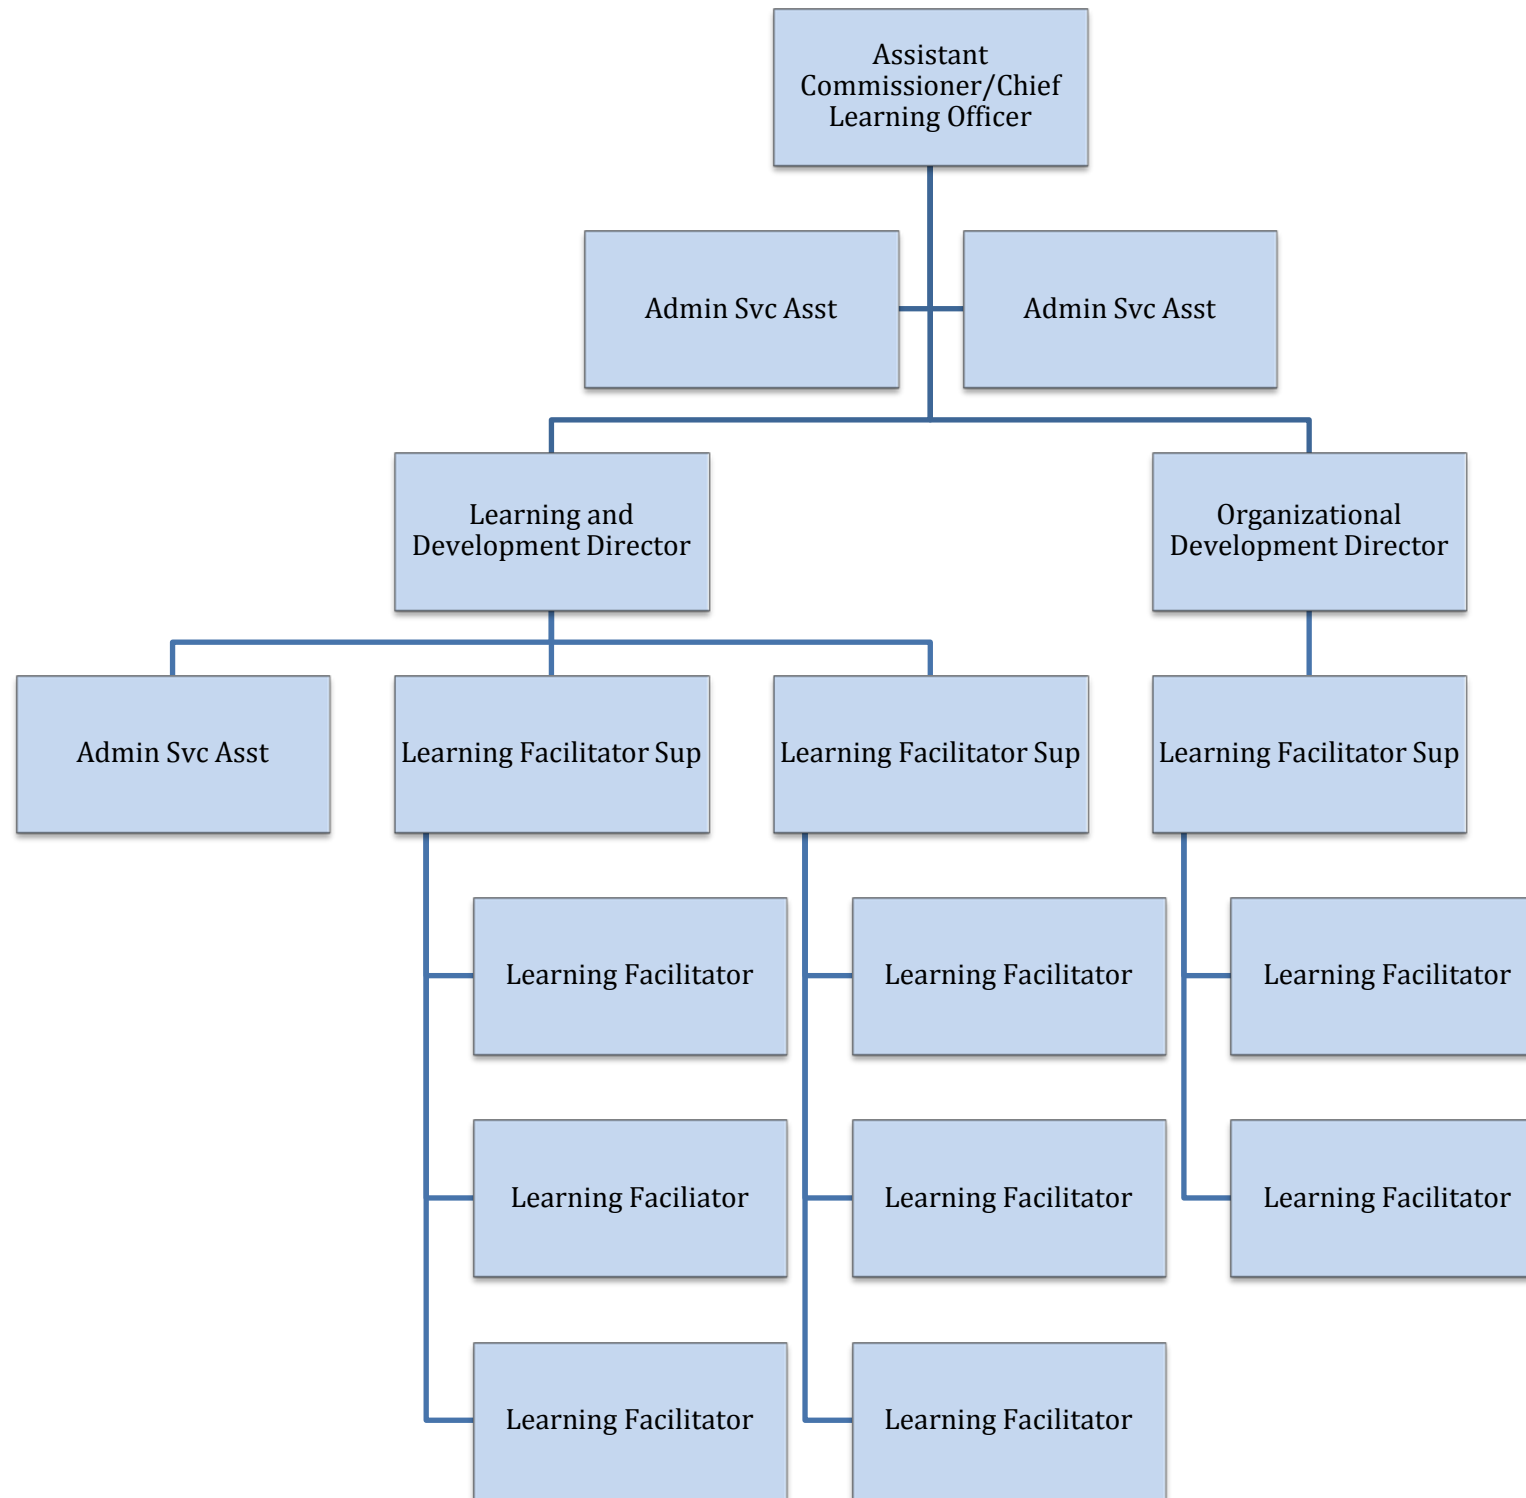 Assistant
Commissioner/Chief
Learning Officer
Admin Svc Asst
Admin Svc Asst
Learning and
Development Director
Organizational
Development Director
Admin Svc Asst
Learning Facilitator Sup
Learning Facilitator Sup
Learning Facilitator Sup
Learning Facilitator
Learning Facilitator
Learning Facilitator
Learning Faciliator
Learning Facilitator
Learning Facilitator
Learning Facilitator
Learning Facilitator